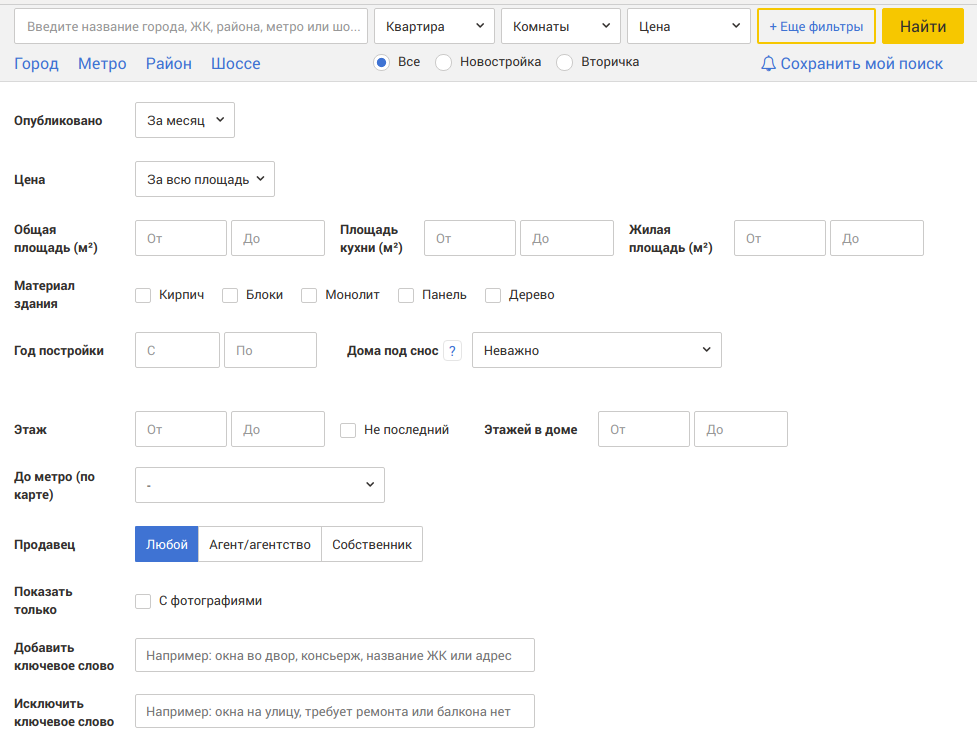 Введите название города, ЖК, района, метро или шо... Квартира Комнаты Цена + Еще фильтры Найти
Город Метро Район Шоссе Все Новостройка Вторичка Сохранить мой поиск
Опубликовано За месяц
Цена За всю площадь
Общая площадь (м²) От До Площадь кухни (м²) От До Жилая площадь (м²) От До
Материал здания Кирпич Блоки Монолит Панель Дерево
Год постройки С По Дома под снос ? Неважно
Этаж От До Не последний Этажей в доме От До
До метро (по карте) -
Продавец Любой Агент/агентство Собственник
Показать только С фотографиями
Добавить ключевое слово Например: окна во двор, консьерж, название ЖК или адрес
Исключить ключевое слово Например: окна на улицу, требует ремонта или балкона нет